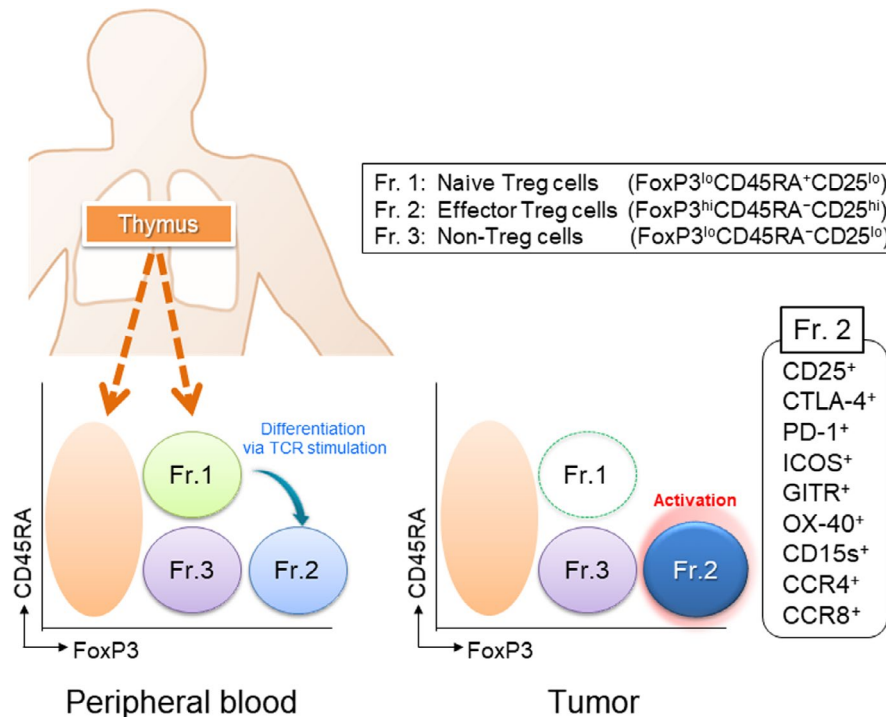 Thymus
Fr. 1: Naive Treg cells (FoxP3ˡᵒCD45RA⁺CD25ˡᵒ)
Fr. 2: Effector Treg cells (FoxP3ʰⁱCD45RA⁻CD25ʰⁱ)
Fr. 3: Non-Treg cells (FoxP3ˡᵒCD45RA⁻CD25ˡᵒ)
Differentiation
via TCR stimulation
Fr.1
Fr.3
Fr.2
CD45RA
FoxP3
Peripheral blood
Fr.1
Activation
Fr.3
Fr.2
CD45RA
FoxP3
Tumor
Fr. 2
CD25⁺
CTLA-4⁺
PD-1⁺
ICOS⁺
GITR⁺
OX-40⁺
CD15s⁺
CCR4⁺
CCR8⁺